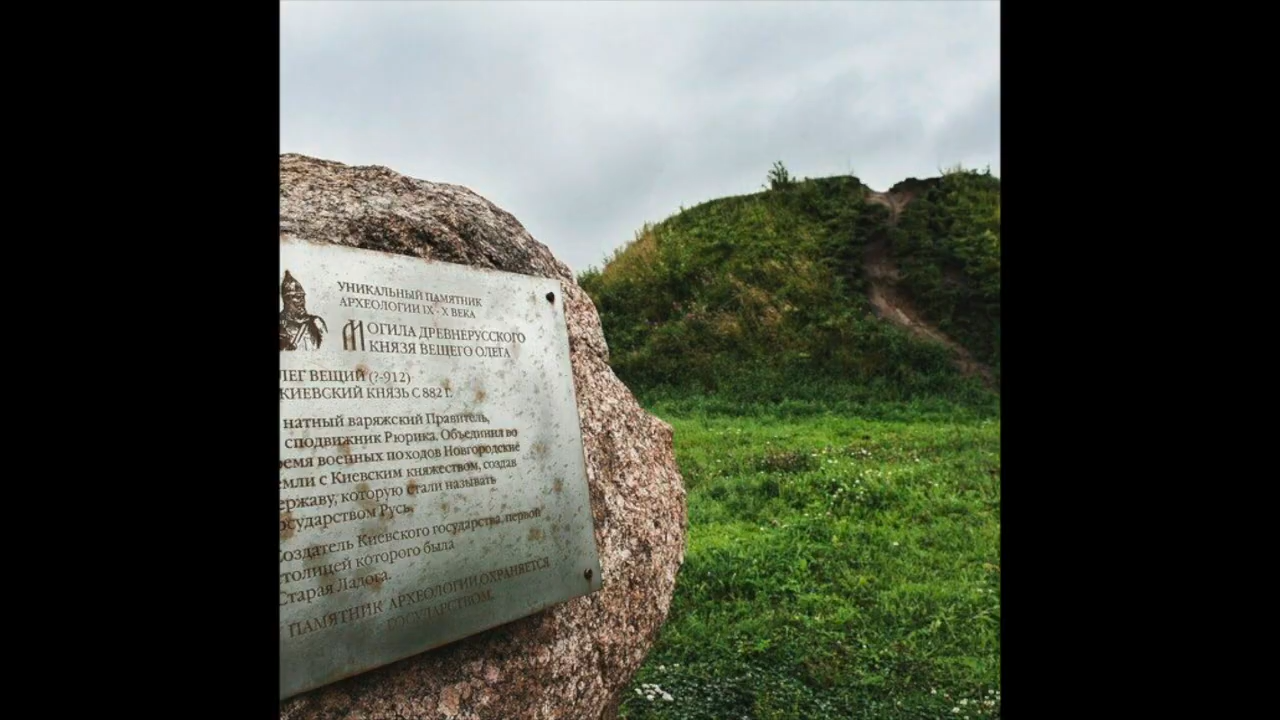 УНИКАЛЬНЫЙ ПАМЯТНИК
АРХЕОЛОГИИ IX - X ВЕКА
МОГИЛА ДРЕВНЕРУССКОГО
КНЯЗЯ ВЕЩЕГО ОЛЕГА
ЛЕГ ВЕЩИЙ (?-912)
КИЕВСКИЙ КНЯЗЬ С 882 Г.
натный варяжский Правитель,
сподвижник Рюрика. Объединил во
ремя военных походов Новгородские
емли с Киевским княжеством, создав
ержаву, которую стали называть
осударством Русь.
Создатель Киевского государства, первой
столицей которого была
Старая Ладога.
ПАМЯТНИК АРХЕОЛОГИИ ОХРАНЯЕТСЯ
ГОСУДАРСТВОМ.